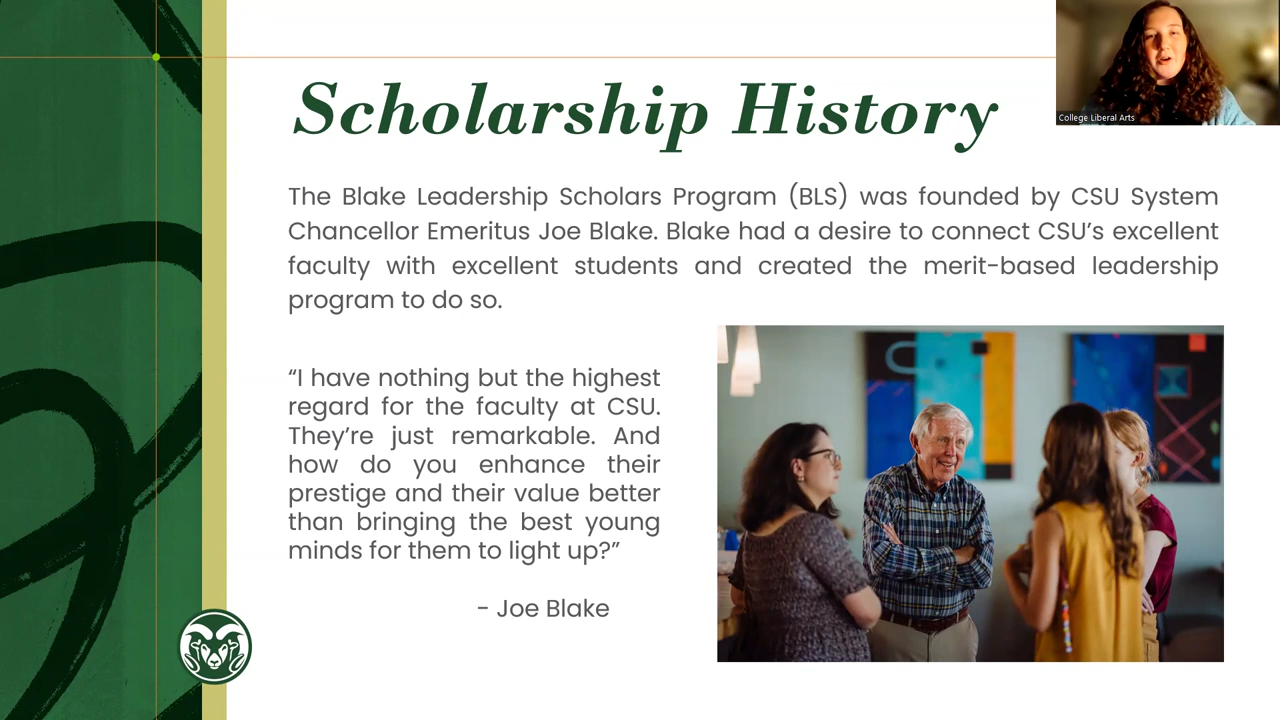 College Liberal Arts
Scholarship History
The Blake Leadership Scholars Program (BLS) was founded by CSU System
Chancellor Emeritus Joe Blake. Blake had a desire to connect CSU’s excellent
faculty with excellent students and created the merit-based leadership
program to do so.
“I have nothing but the highest
regard for the faculty at CSU.
They’re just remarkable. And
how do you enhance their
prestige and their value better
than bringing the best young
minds for them to light up?”
- Joe Blake